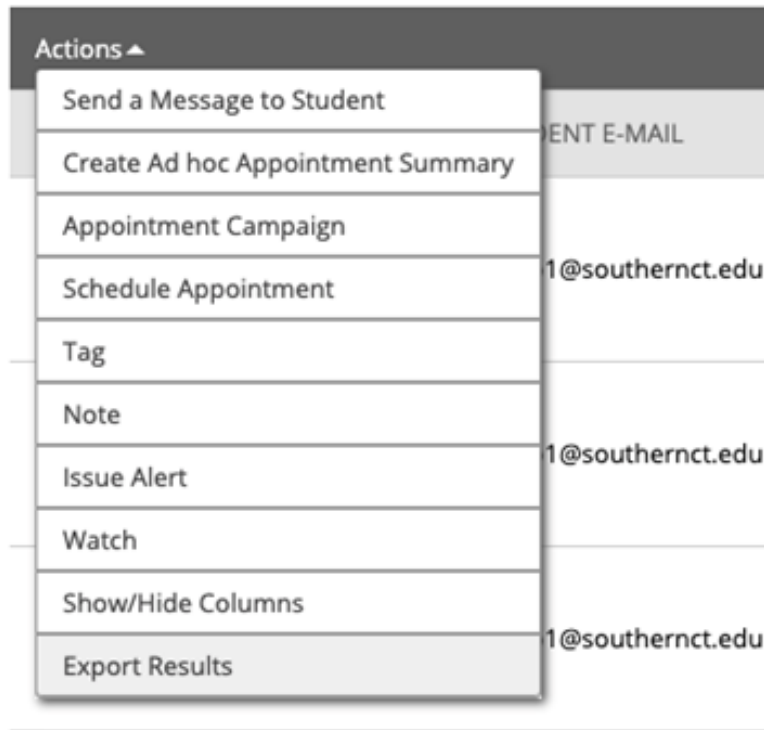 Actions
Send a Message to Student
DENT E-MAIL
Create Ad hoc Appointment Summary
Appointment Campaign
1@southernct.edu
Schedule Appointment
Tag
Note
1@southernct.edu
Issue Alert
Watch
Show/Hide Columns
1@southernct.edu
Export Results